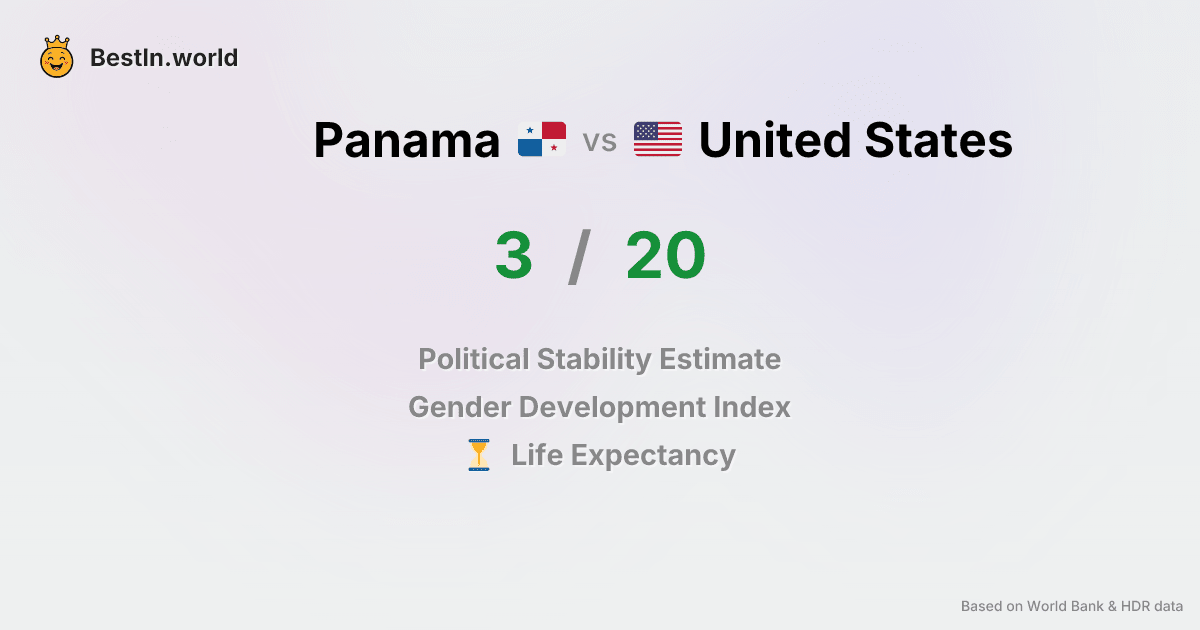 BestIn.world
Panama vs United States
3 / 20
Political Stability Estimate
Gender Development Index
Life Expectancy
Based on World Bank & HDR data